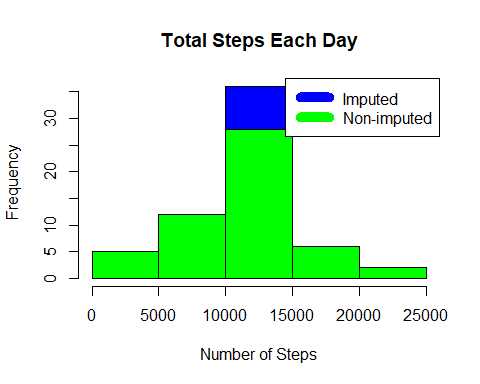 Total Steps Each Day
Imputed
Non-imputed
Frequency
30
20
10
5
0
0 5000 10000 15000 20000 25000
Number of Steps